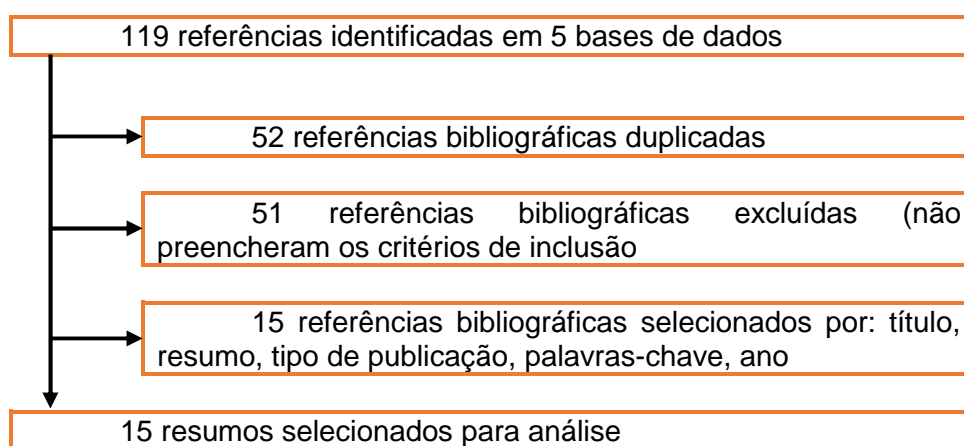 119 referências identificadas em 5 bases de dados
52 referências bibliográficas duplicadas
51 referências bibliográficas excluídas (não
preencheram os critérios de inclusão
15 referências bibliográficas selecionados por: título,
resumo, tipo de publicação, palavras-chave, ano
15 resumos selecionados para análise